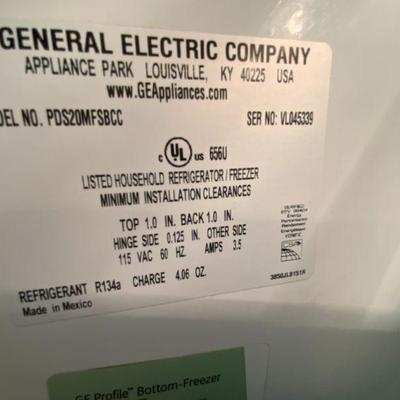 GENERAL ELECTRIC COMPANY
APPLIANCE PARK LOUISVILLE, KY 40225 USA
www.GEAppliances.com
DEL NO. PDS20MFSBCC SER NO: VL045339
C UL US 656U
LISTED HOUSEHOLD REFRIGERATOR / FREEZER
MINIMUM INSTALLATION CLEARANCES
TOP 1.0 IN. BACK 1.0 IN.
HINGE SIDE 0.125 IN. OTHER SIDE
115 VAC 60 HZ AMPS 3.5
Energy
Performance
REFRIGERANT R134a CHARGE 4.06 OZ.
Made in Mexico
GE Profile™ Bottom-Freezer